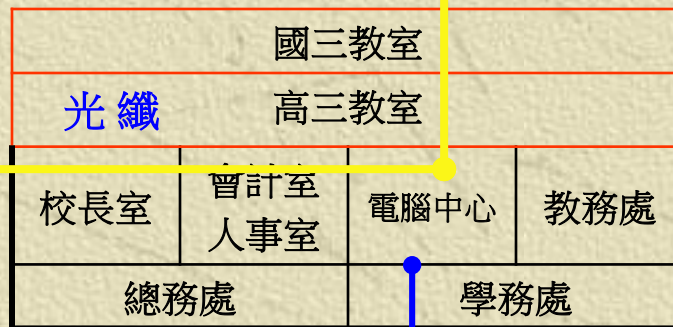 國三教室
光纖 高三教室
校長室 會計室 人事室 電腦中心 教務處
總務處 學務處